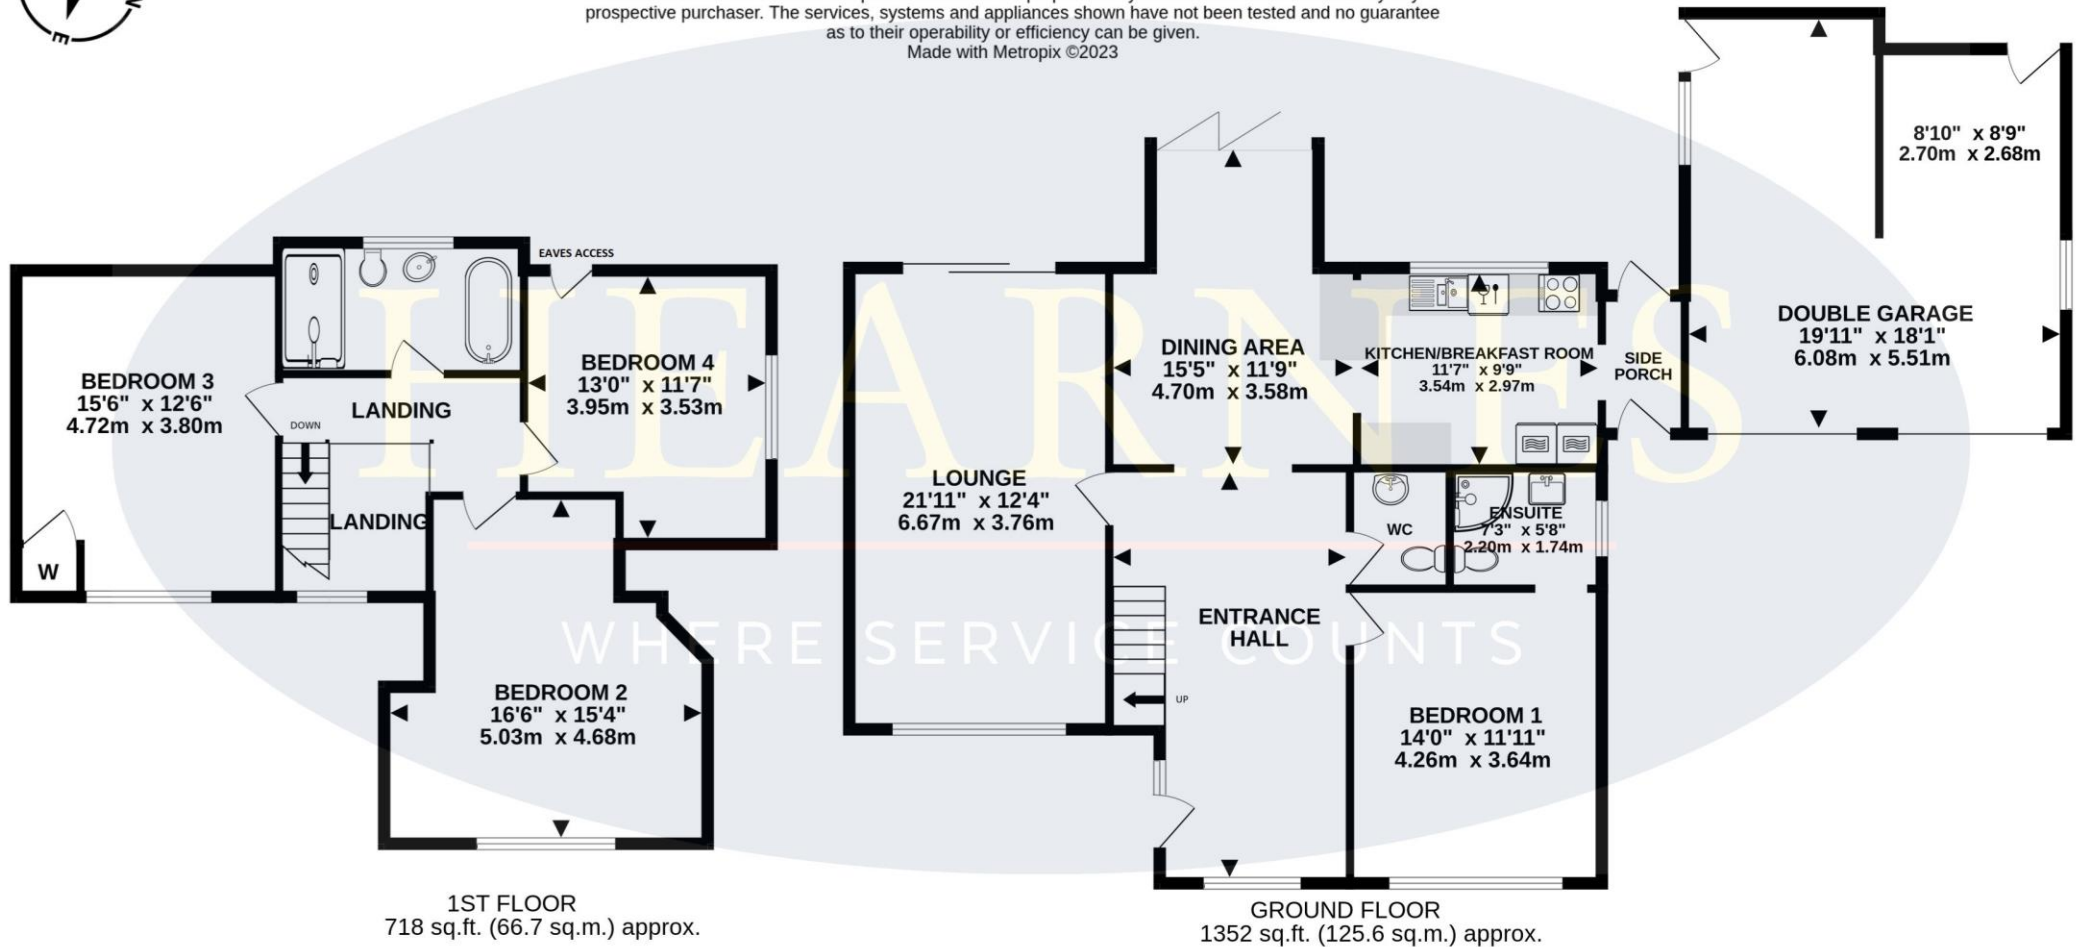 prospective purchaser. The services, systems and appliances shown have not been tested and no guarantee
as to their operability or efficiency can be given.
Made with Metropix ©2023
E
8'10" x 8'9"
2.70m x 2.68m
EAVES ACCESS
BEDROOM 3
15'6" x 12'6"
4.72m x 3.80m
LANDING
DOWN
LANDING
W
BEDROOM 4
13'0" x 11'7"
3.95m x 3.53m
BEDROOM 2
16'6" x 15'4"
5.03m x 4.68m
LOUNGE
21'11" x 12'4"
6.67m x 3.76m
DINING AREA
15'5" x 11'9"
4.70m x 3.58m
KITCHEN/BREAKFAST ROOM
11'7" x 9'9"
3.54m x 2.97m
SIDE
PORCH
DOUBLE GARAGE
19'11" x 18'1"
6.08m x 5.51m
WC
ENSUITE
7'3" x 5'8"
2.20m x 1.74m
ENTRANCE
HALL
UP
BEDROOM 1
14'0" x 11'11"
4.26m x 3.64m
HEARNES
WHERE SERVICE COUNTS
1ST FLOOR
718 sq.ft. (66.7 sq.m.) approx.
GROUND FLOOR
1352 sq.ft. (125.6 sq.m.) approx.